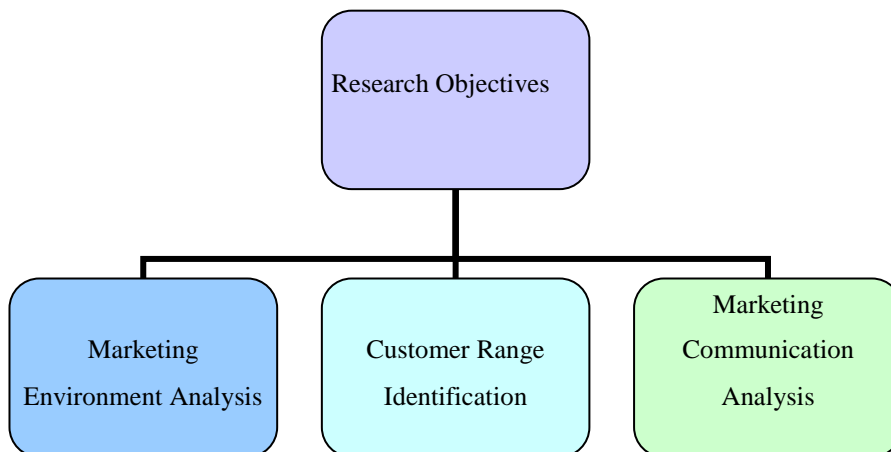 Research Objectives
Marketing
Environment Analysis
Customer Range
Identification
Marketing
Communication
Analysis